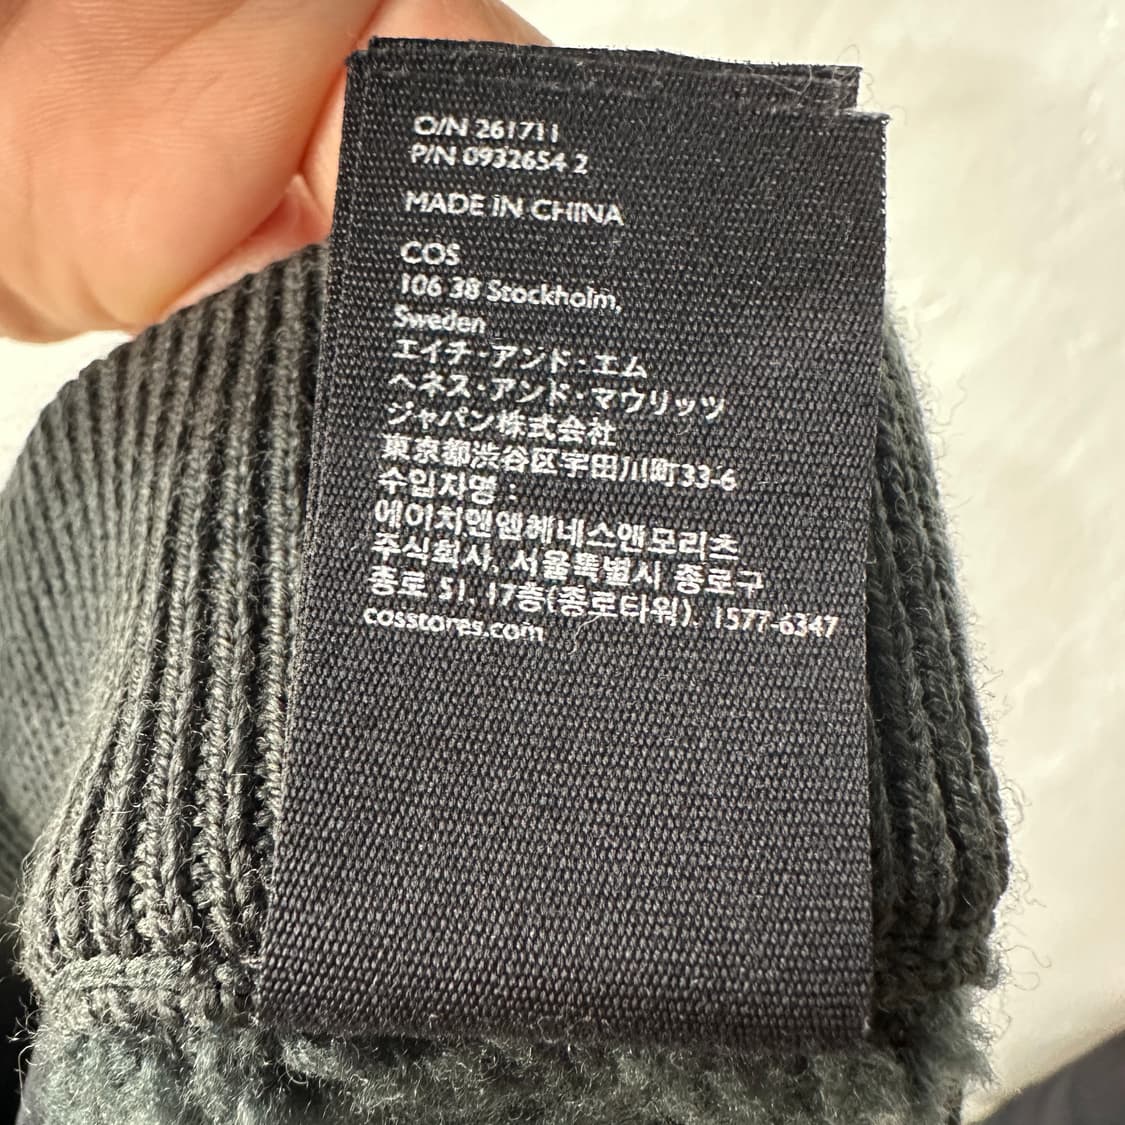 O/N 261711
P/N 0932654 2
MADE IN CHINA
COS
106 38 Stockholm,
Sweden
エイチ・アンド・エム
ヘネス・アンド・マウリッツ
ジャパン株式会社
東京都渋谷区宇田川町33-6
수입자명 :
에이치앤엠헤네스앤모리츠
주식회사, 서울특별시 종로구
종로 51, 17층(종로타워), 1577-6347
cosstores.com